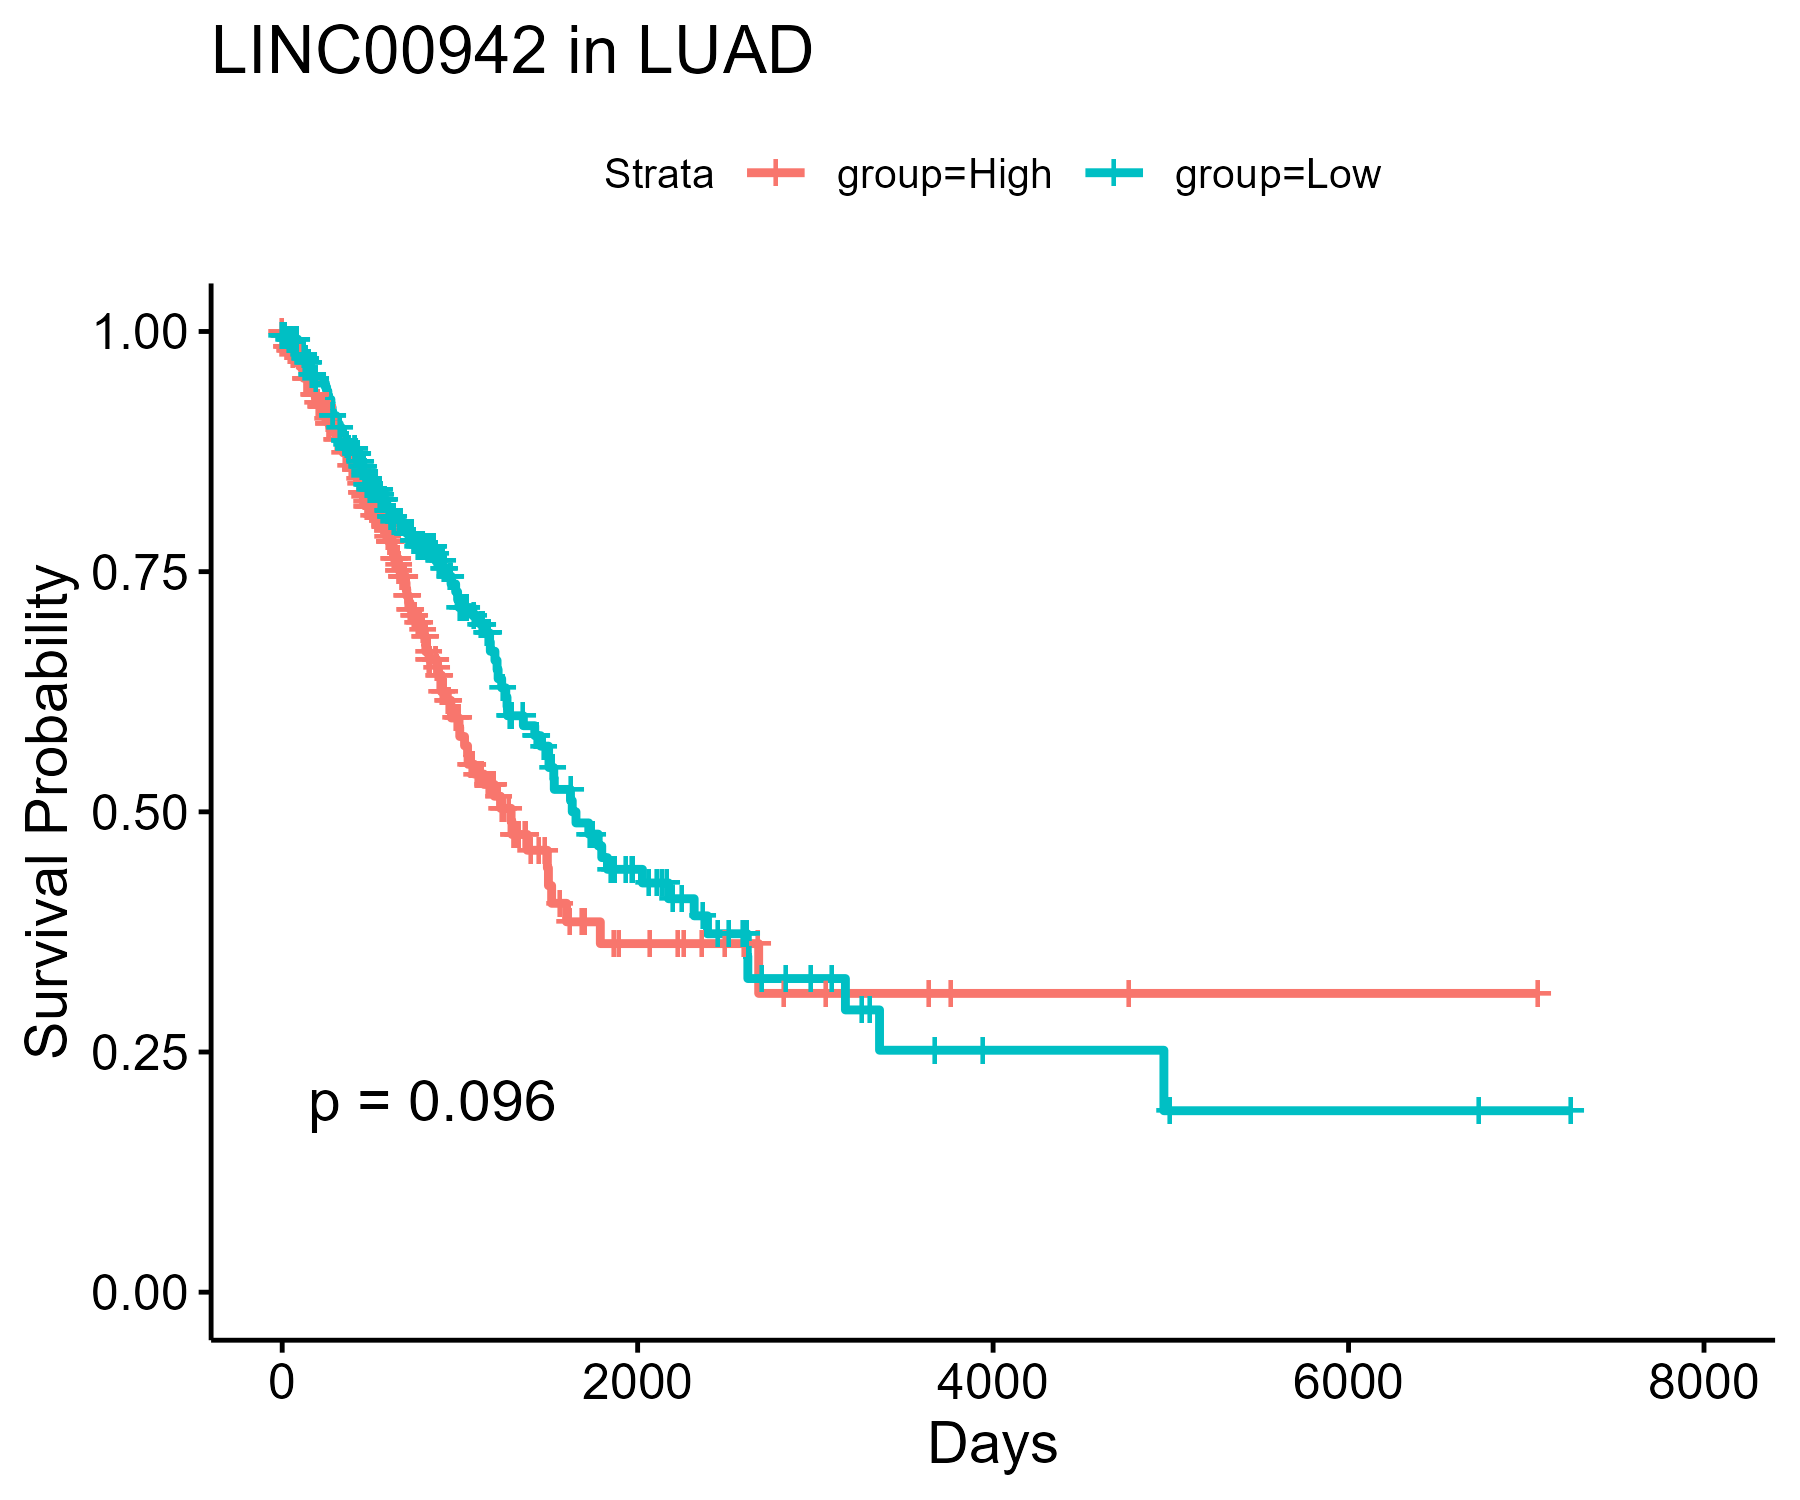 LINC00942 in LUAD
Strata group=High group=Low
1.00
0.75
0.50
0.25
0.00
Survival Probability
p = 0.096
0 2000 4000 6000 8000
Days